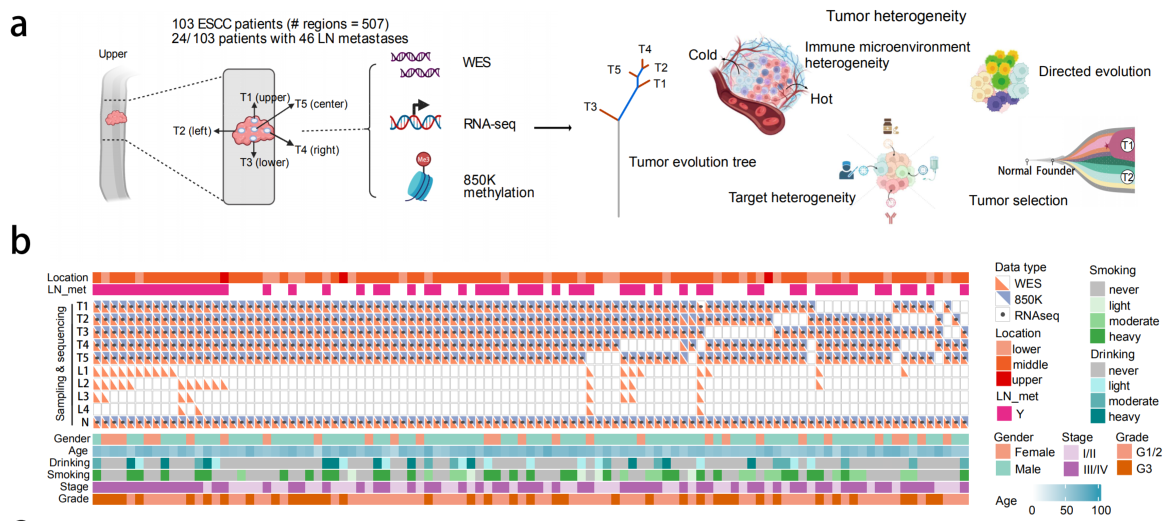 a
103 ESCC patients (# regions = 507)
24/103 patients with 46 LN metastases
Upper
T1 (upper)
T5 (center)
T2 (left)
T3 (lower)
T4 (right)
WES
RNA-seq
Me3
850K
methylation
T4
T5
T2
T1
T3
Tumor evolution tree
Tumor heterogeneity
Cold
Hot
Immune microenvironment
heterogeneity
Directed evolution
Target heterogeneity
Normal Founder
T1
T2
Tumor selection
b
Location
LN_met
Sampling & sequencing
T1
T2
T3
T4
T5
L1
L2
L3
L4
N
Gender
Age
Drinking
Smoking
Stage
Grade
Data type
WES
850K
RNAseq
Location
lower
middle
upper
LN_met
Y
Smoking
never
light
moderate
heavy
Drinking
never
light
moderate
heavy
Gender
Female
Male
Stage
I/II
III/IV
Grade
G1/2
G3
Age
0 50 100